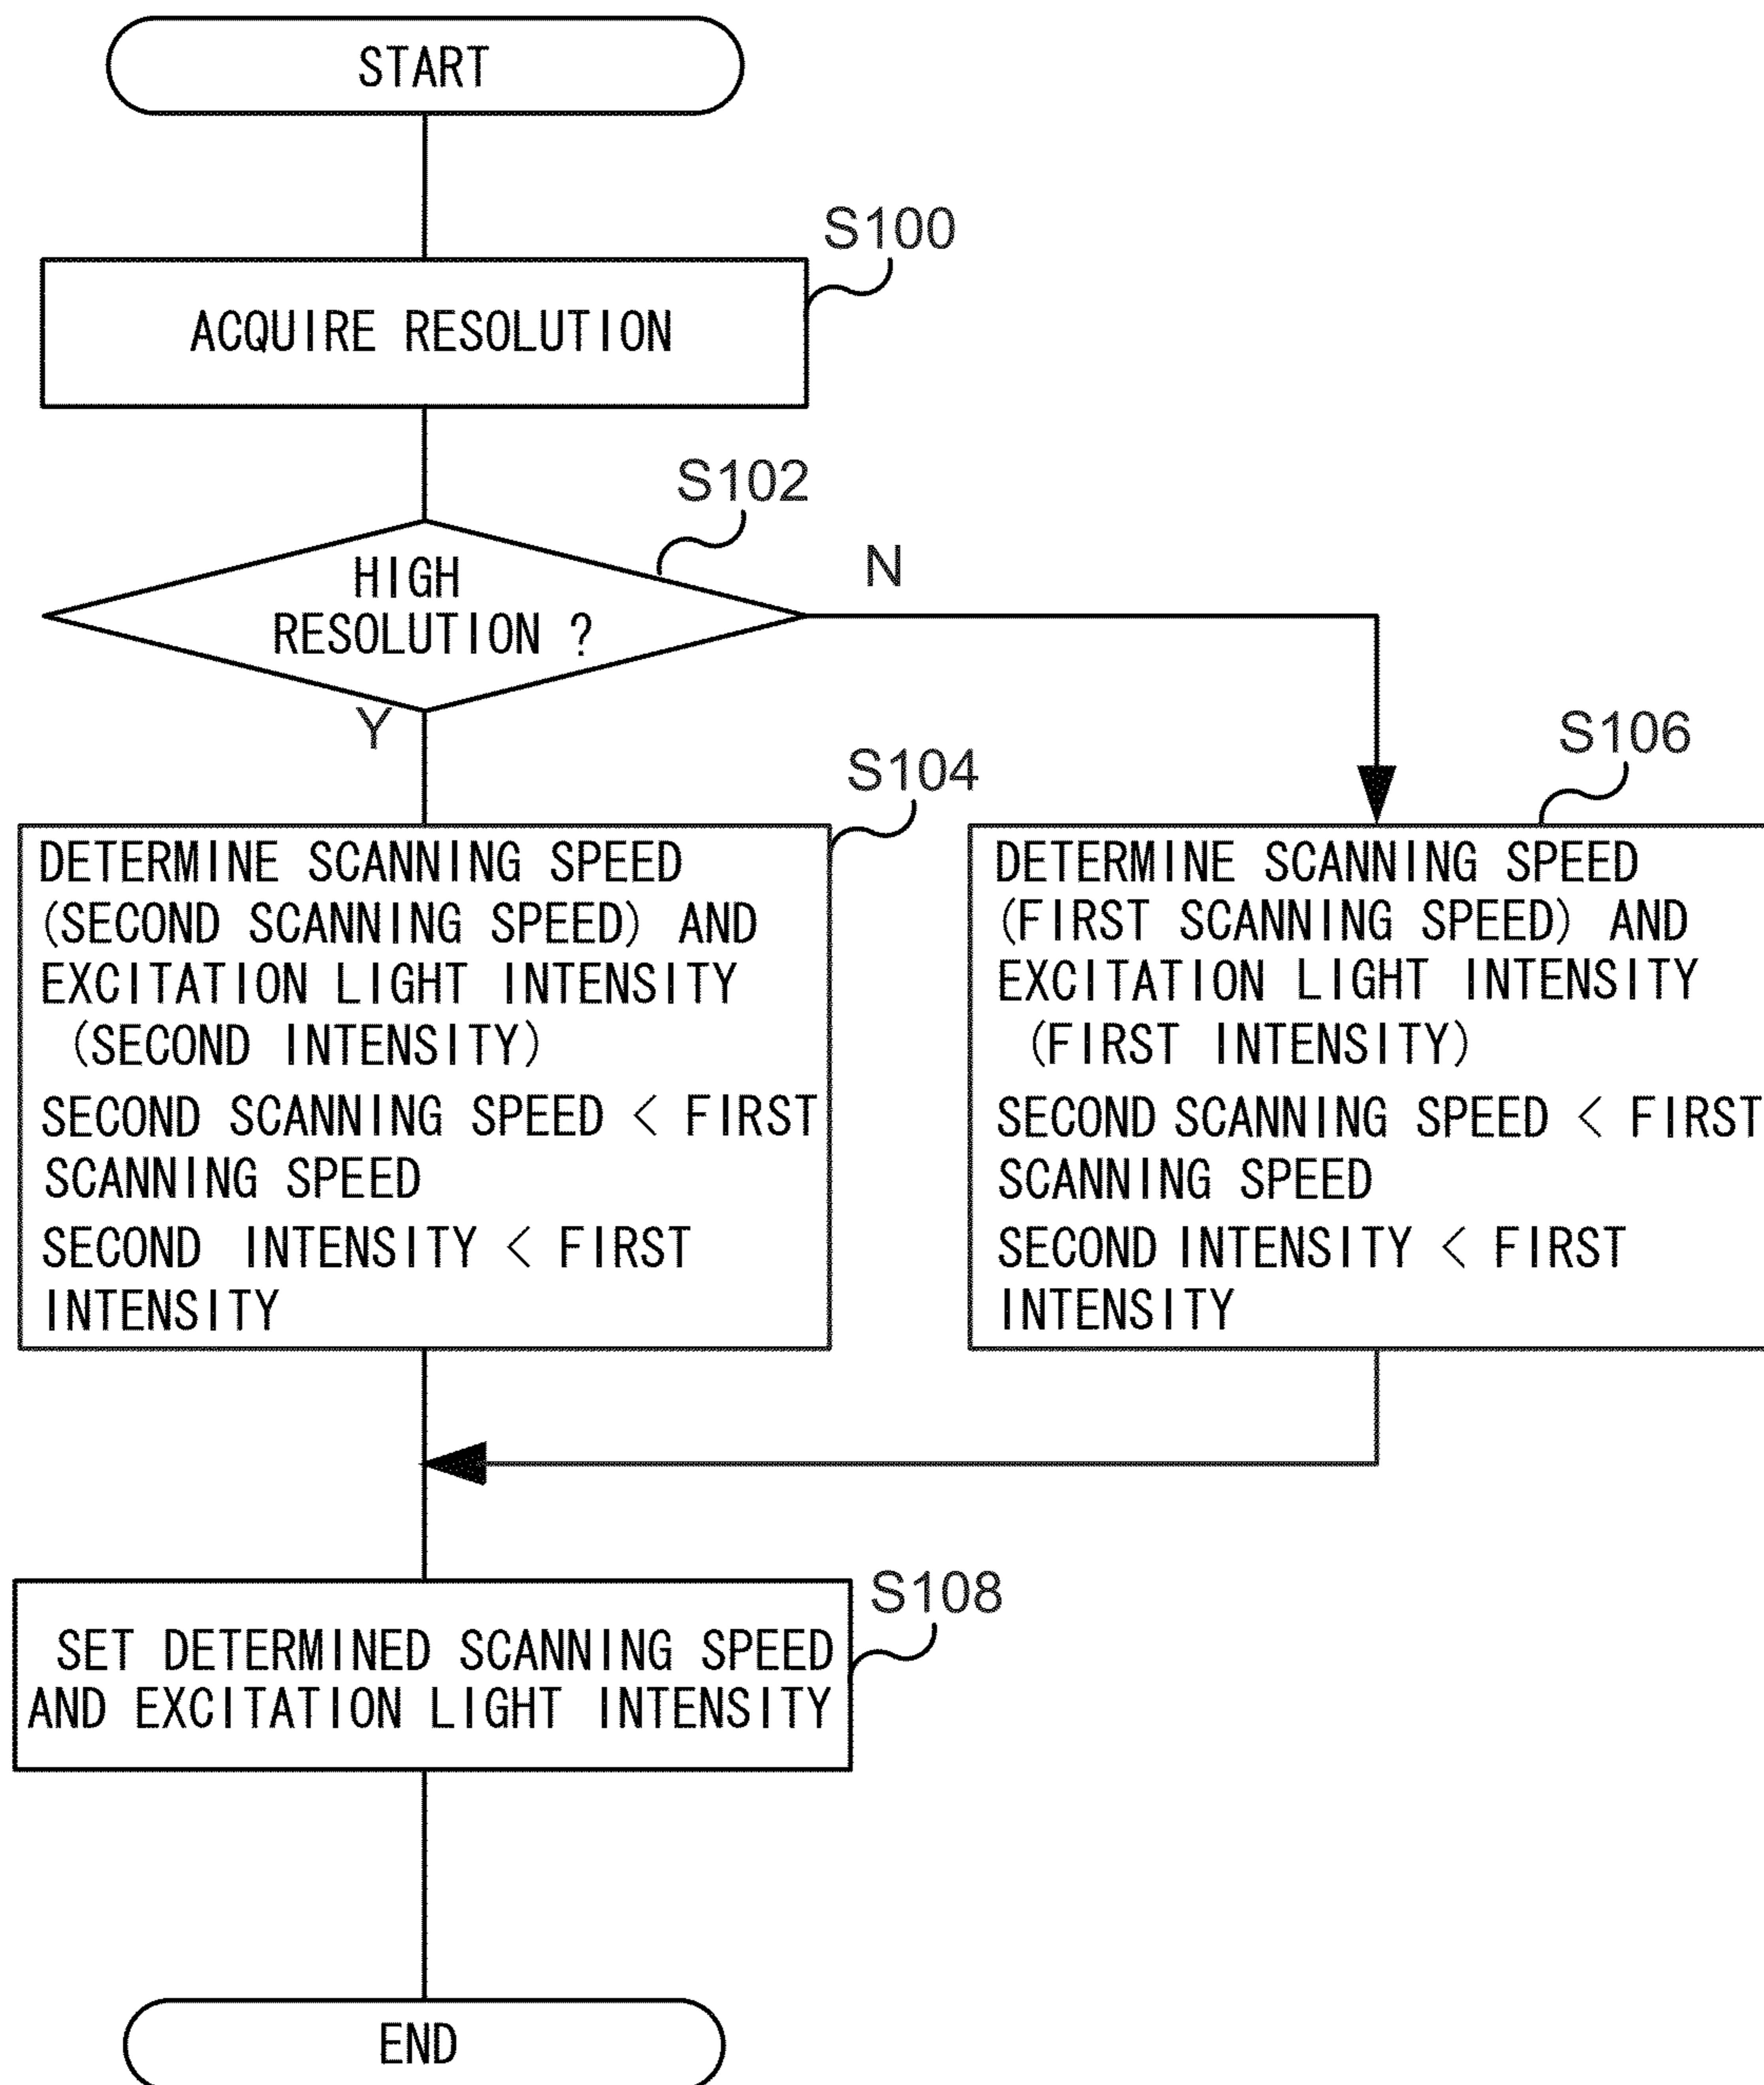 START
S100
ACQUIRE RESOLUTION
S102
HIGH
RESOLUTION ?
N
Y
S104
DETERMINE SCANNING SPEED
(SECOND SCANNING SPEED) AND
EXCITATION LIGHT INTENSITY
(SECOND INTENSITY)
SECOND SCANNING SPEED < FIRST
SCANNING SPEED
SECOND INTENSITY < FIRST
INTENSITY
S106
DETERMINE SCANNING SPEED
(FIRST SCANNING SPEED) AND
EXCITATION LIGHT INTENSITY
(FIRST INTENSITY)
SECOND SCANNING SPEED < FIRST
SCANNING SPEED
SECOND INTENSITY < FIRST
INTENSITY
S108
SET DETERMINED SCANNING SPEED
AND EXCITATION LIGHT INTENSITY
END